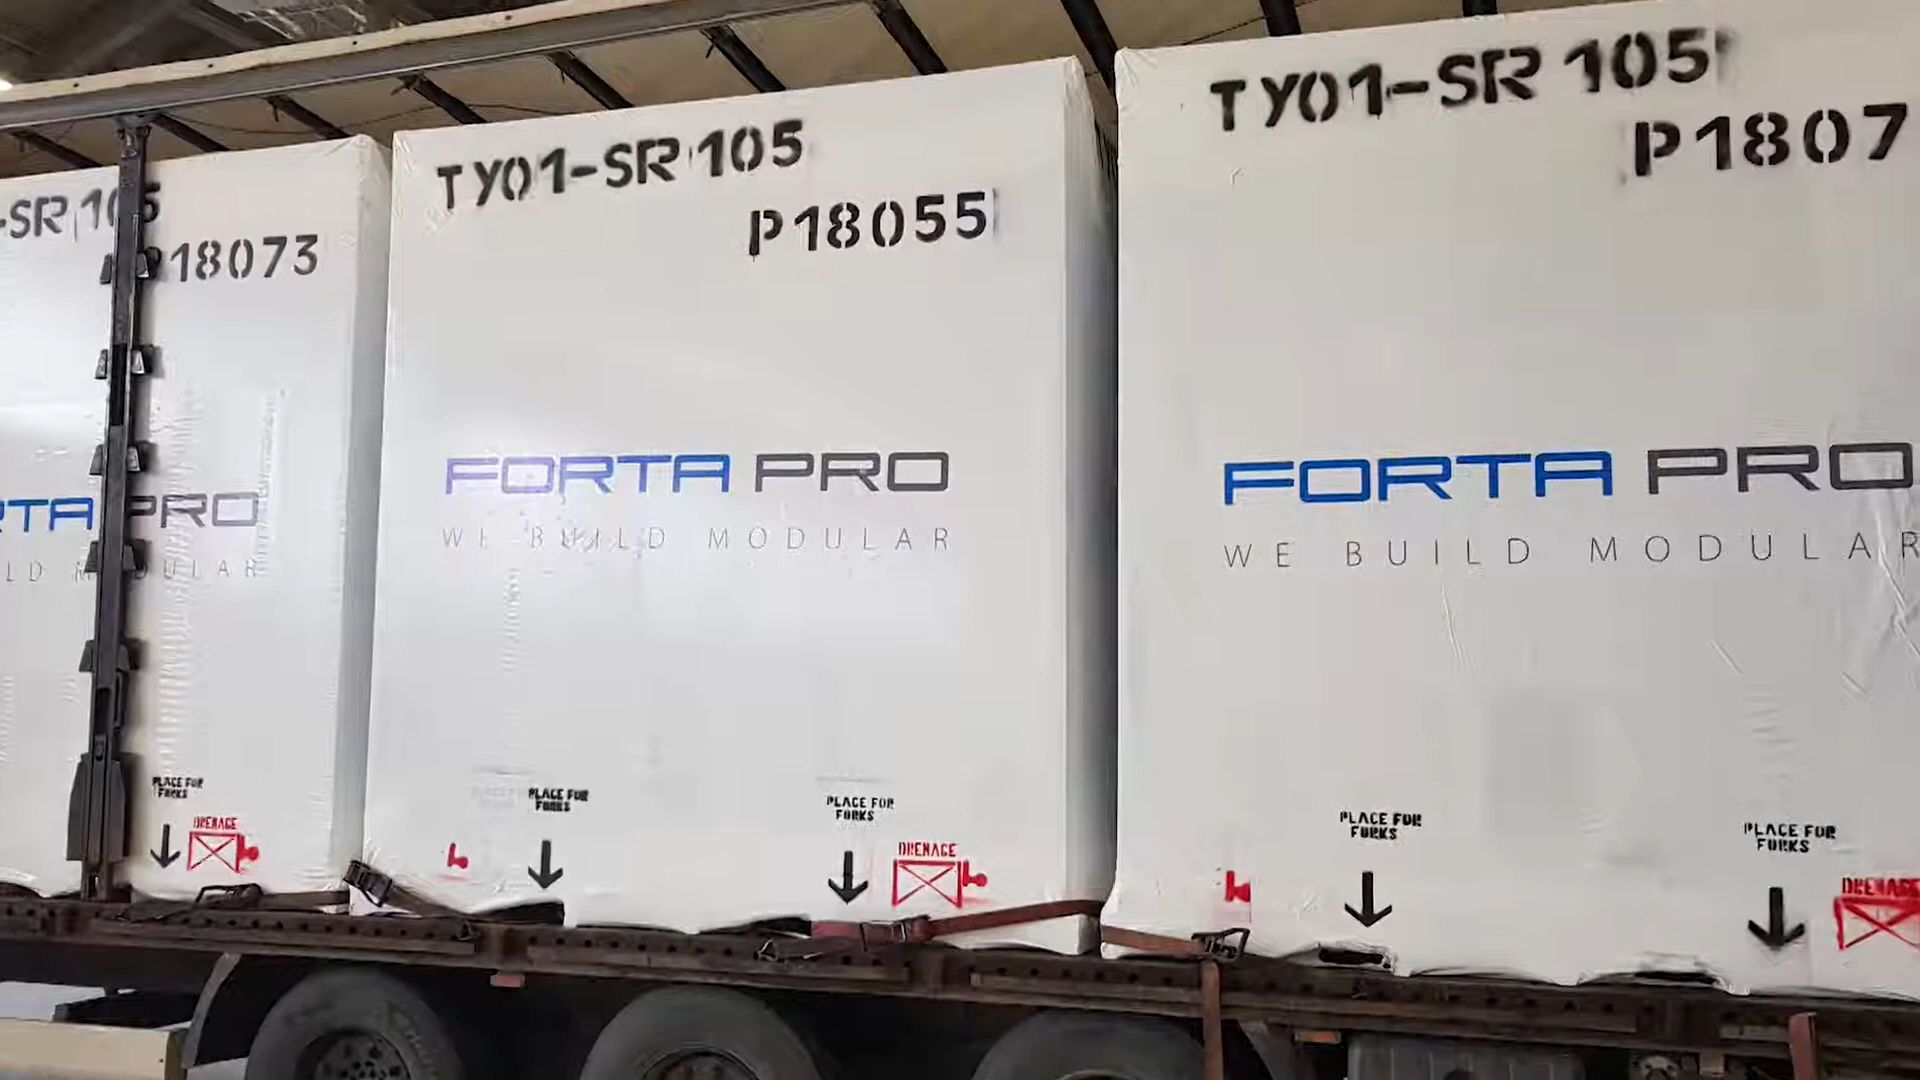 -SR 105
P18073
RTA PRO
LD MODULAR
PLACE FOR
FORKS
DRENAGE
TY01-SR 105
P18055
FORTA PRO
WE BUILD MODULAR
PLACE FOR
FORKS
PLACE FOR
FORKS
DRENAGE
TY01-SR 105
P1807
FORTA PRO
WE BUILD MODULAR
PLACE FOR
FORKS
PLACE FOR
FORKS
DRENAGE